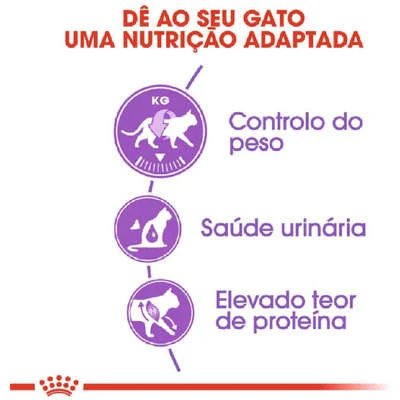 DÊ AO SEU GATO
UMA NUTRIÇÃO ADAPTADA
KG
Controlo do
peso
Saúde urinária
Elevado teor
de proteína